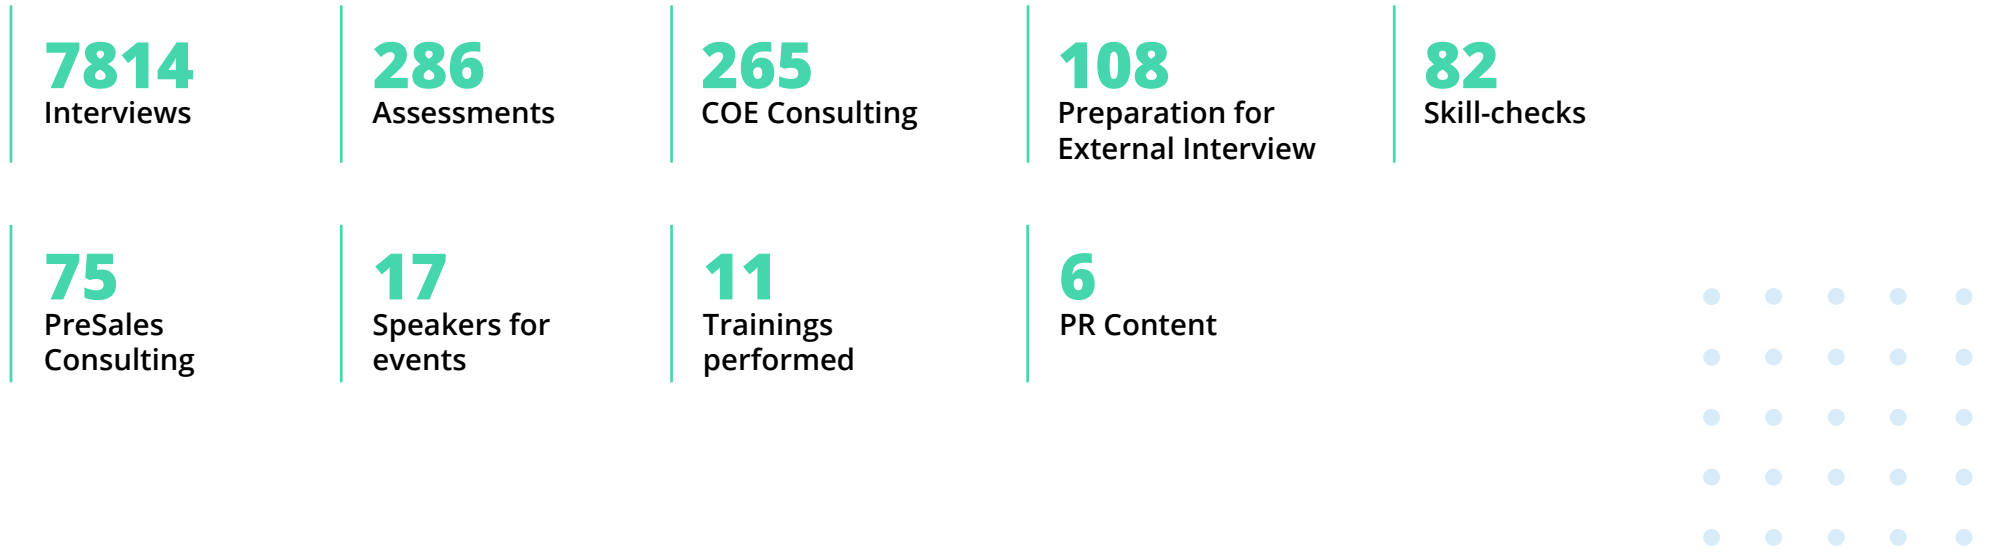 7814
Interviews
286
Assessments
265
COE Consulting
108
Preparation for
External Interview
82
Skill-checks
75
PreSales
Consulting
17
Speakers for
events
11
Trainings
performed
6
PR Content